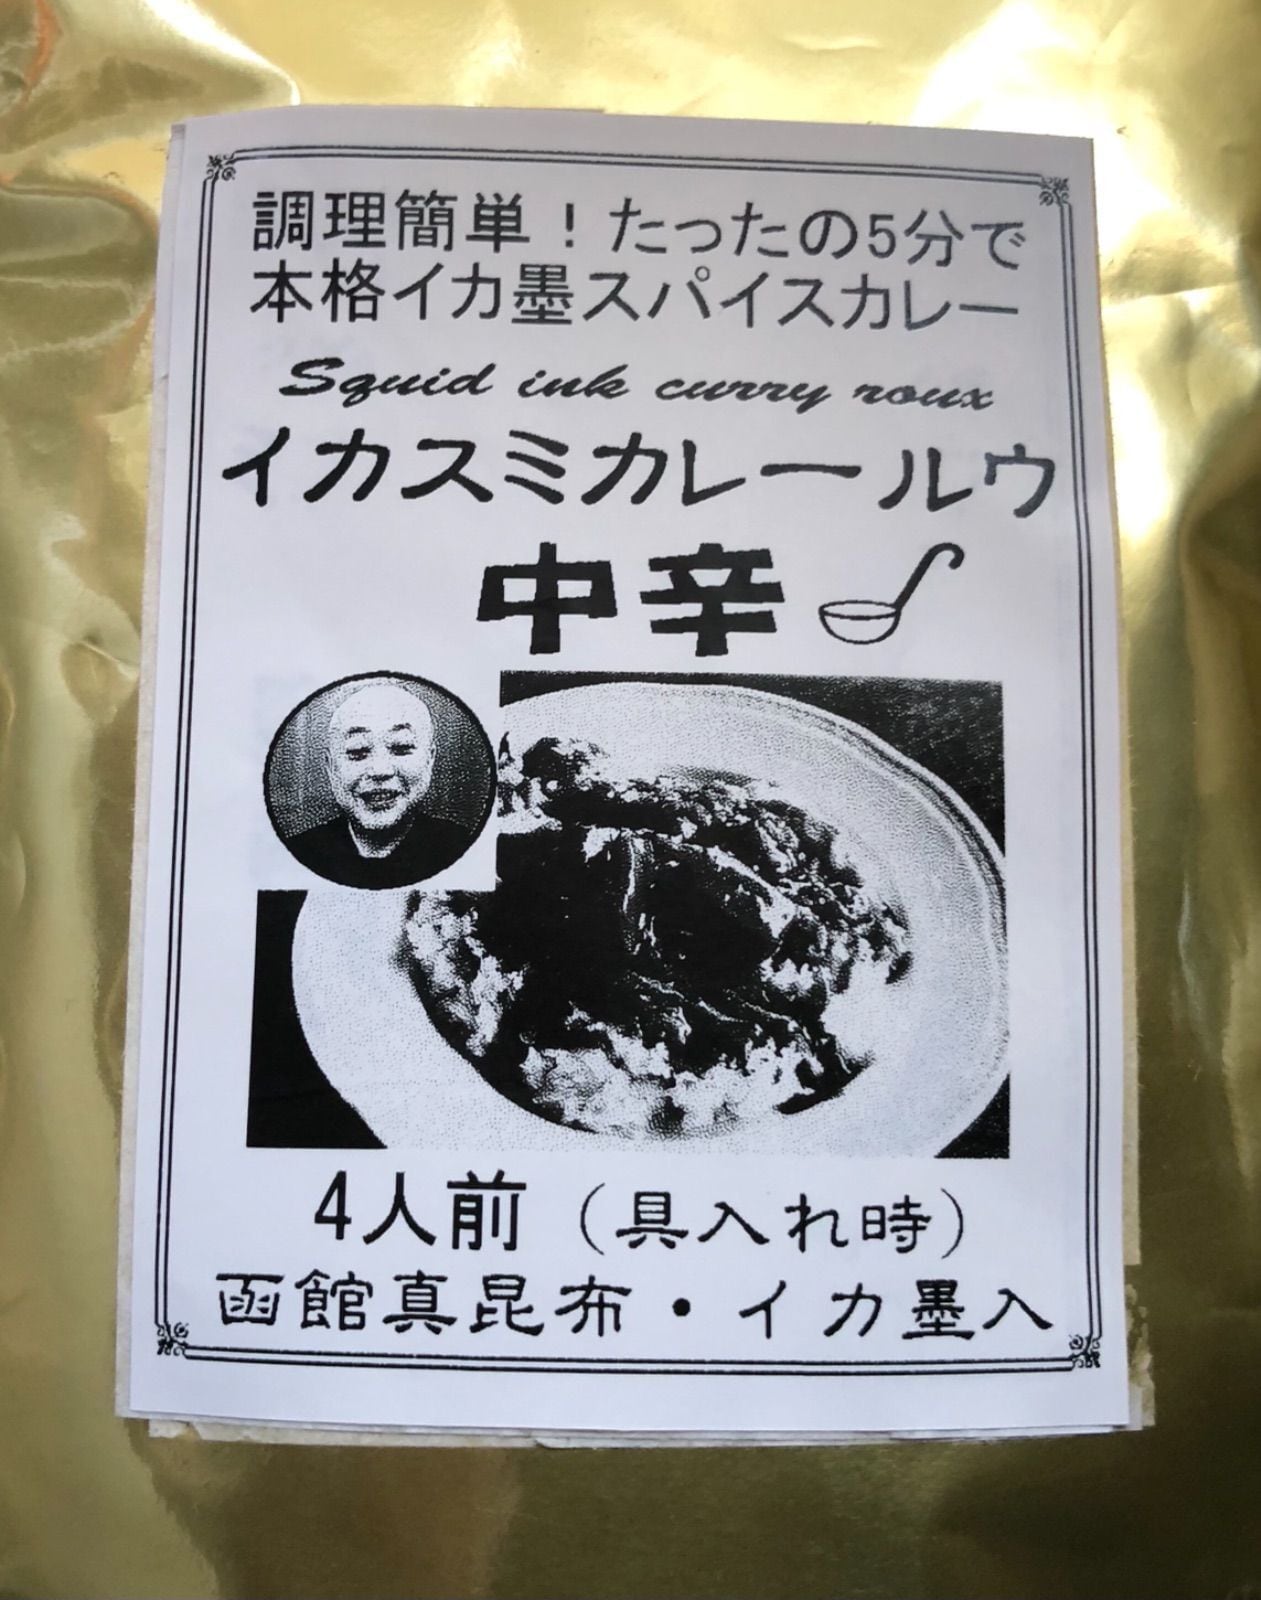 調理簡単!たったの5分で
本格イカ墨スパイスカレー
Squid ink curry roux
イカスミカレールウ
中辛
4人前(具入れ時)
函館真昆布・イカ墨入